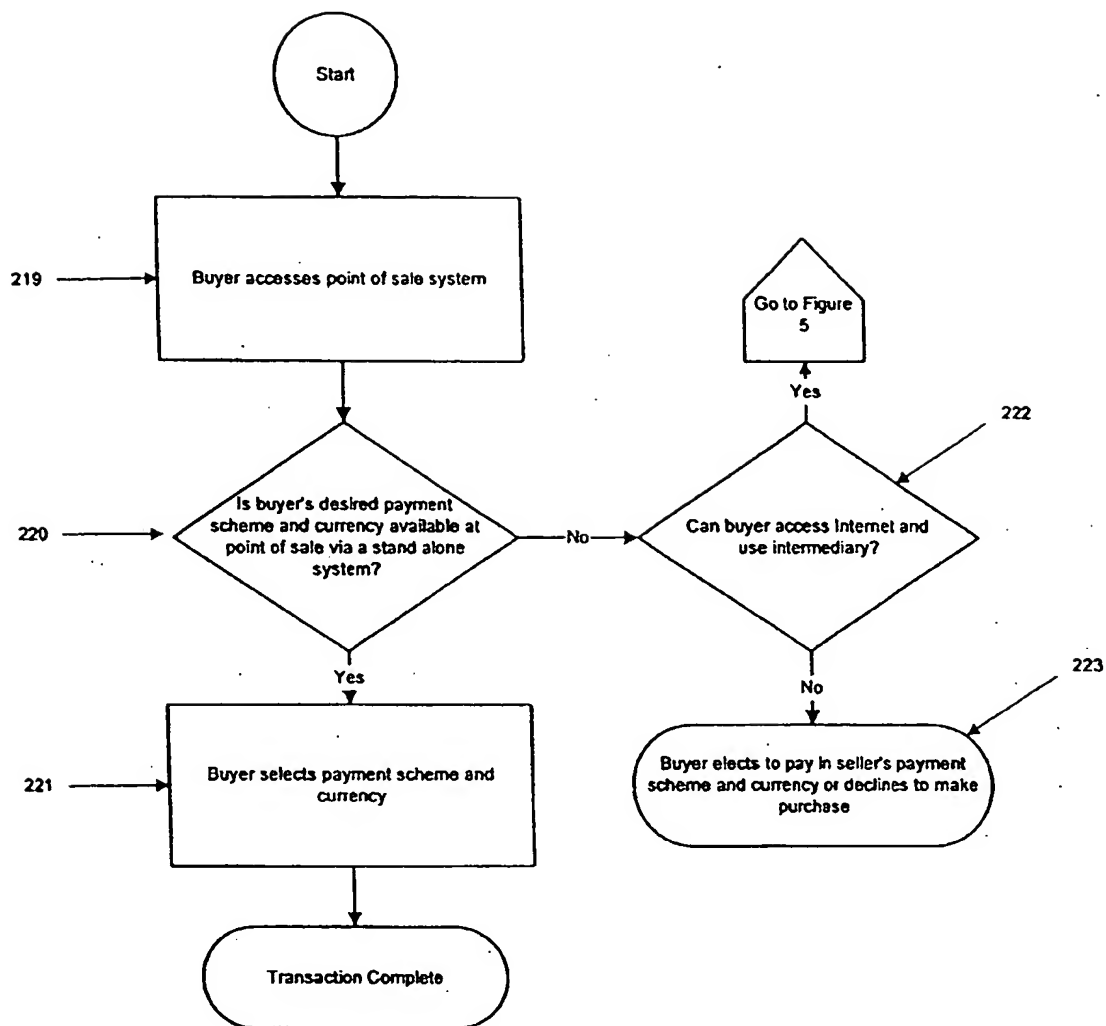 Start
219
Buyer accesses point of sale system
Go to Figure
5
Yes
222
220
Is buyer's desired payment
scheme and currency available at
point of sale via a stand alone
system?
No
Can buyer access Internet and
use intermediary?
Yes
No
223
221
Buyer selects payment scheme and
currency
Buyer elects to pay in seller's payment
scheme and currency or declines to make
purchase
Transaction Complete